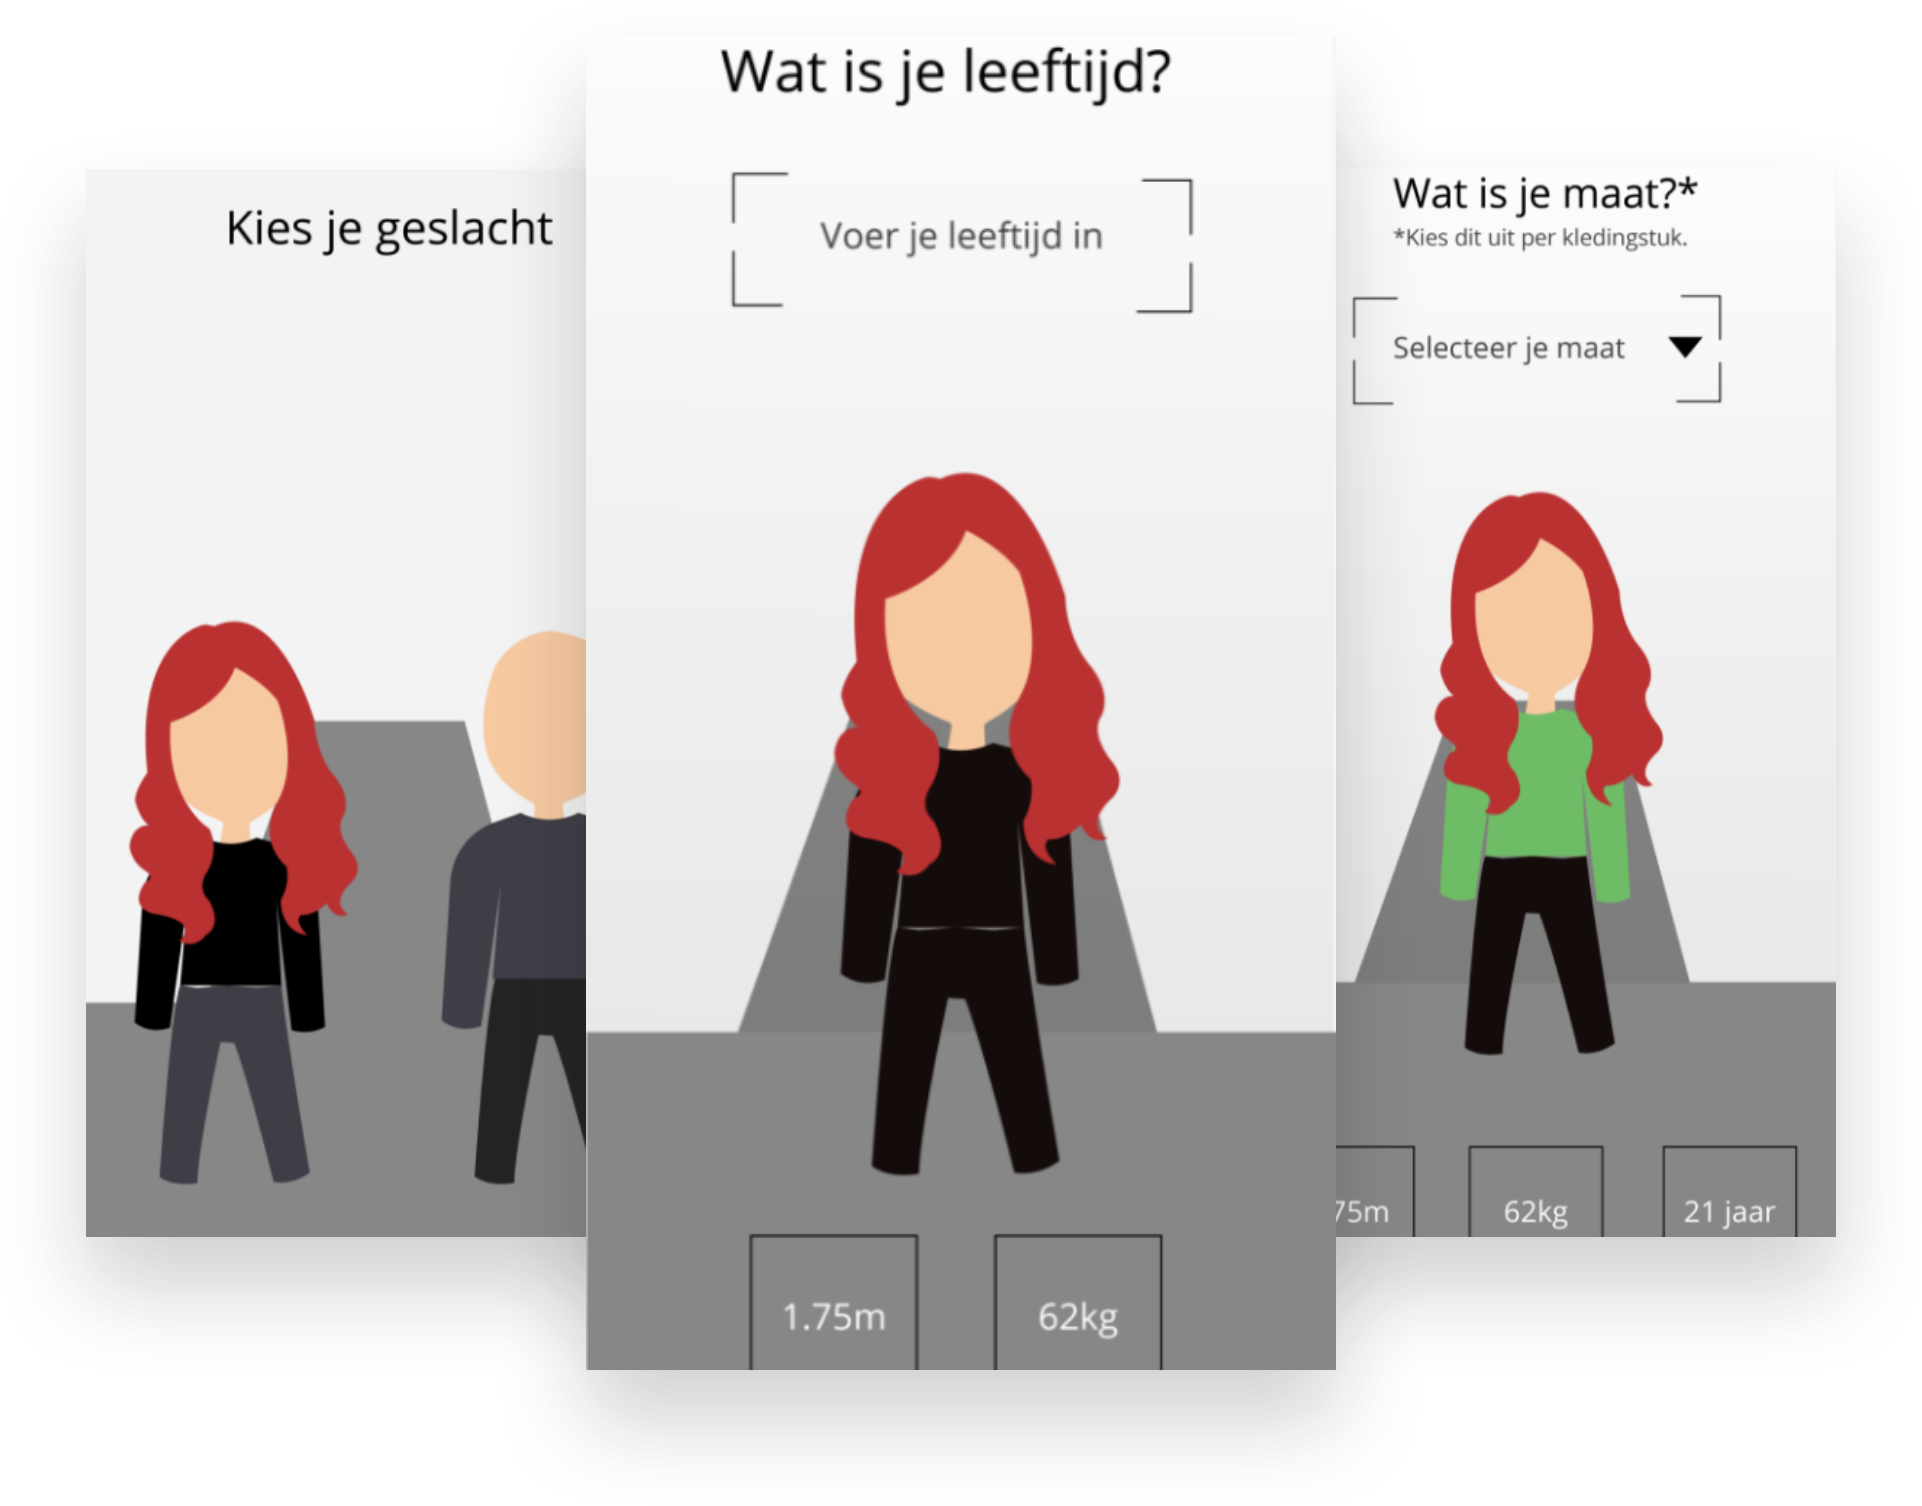 Kies je geslacht
Wat is je leeftijd?
Voer je leeftijd in
1.75m
62kg
Wat is je maat?*
*Kies dit uit per kledingstuk.
Selecteer je maat
75m
62kg
21 jaar